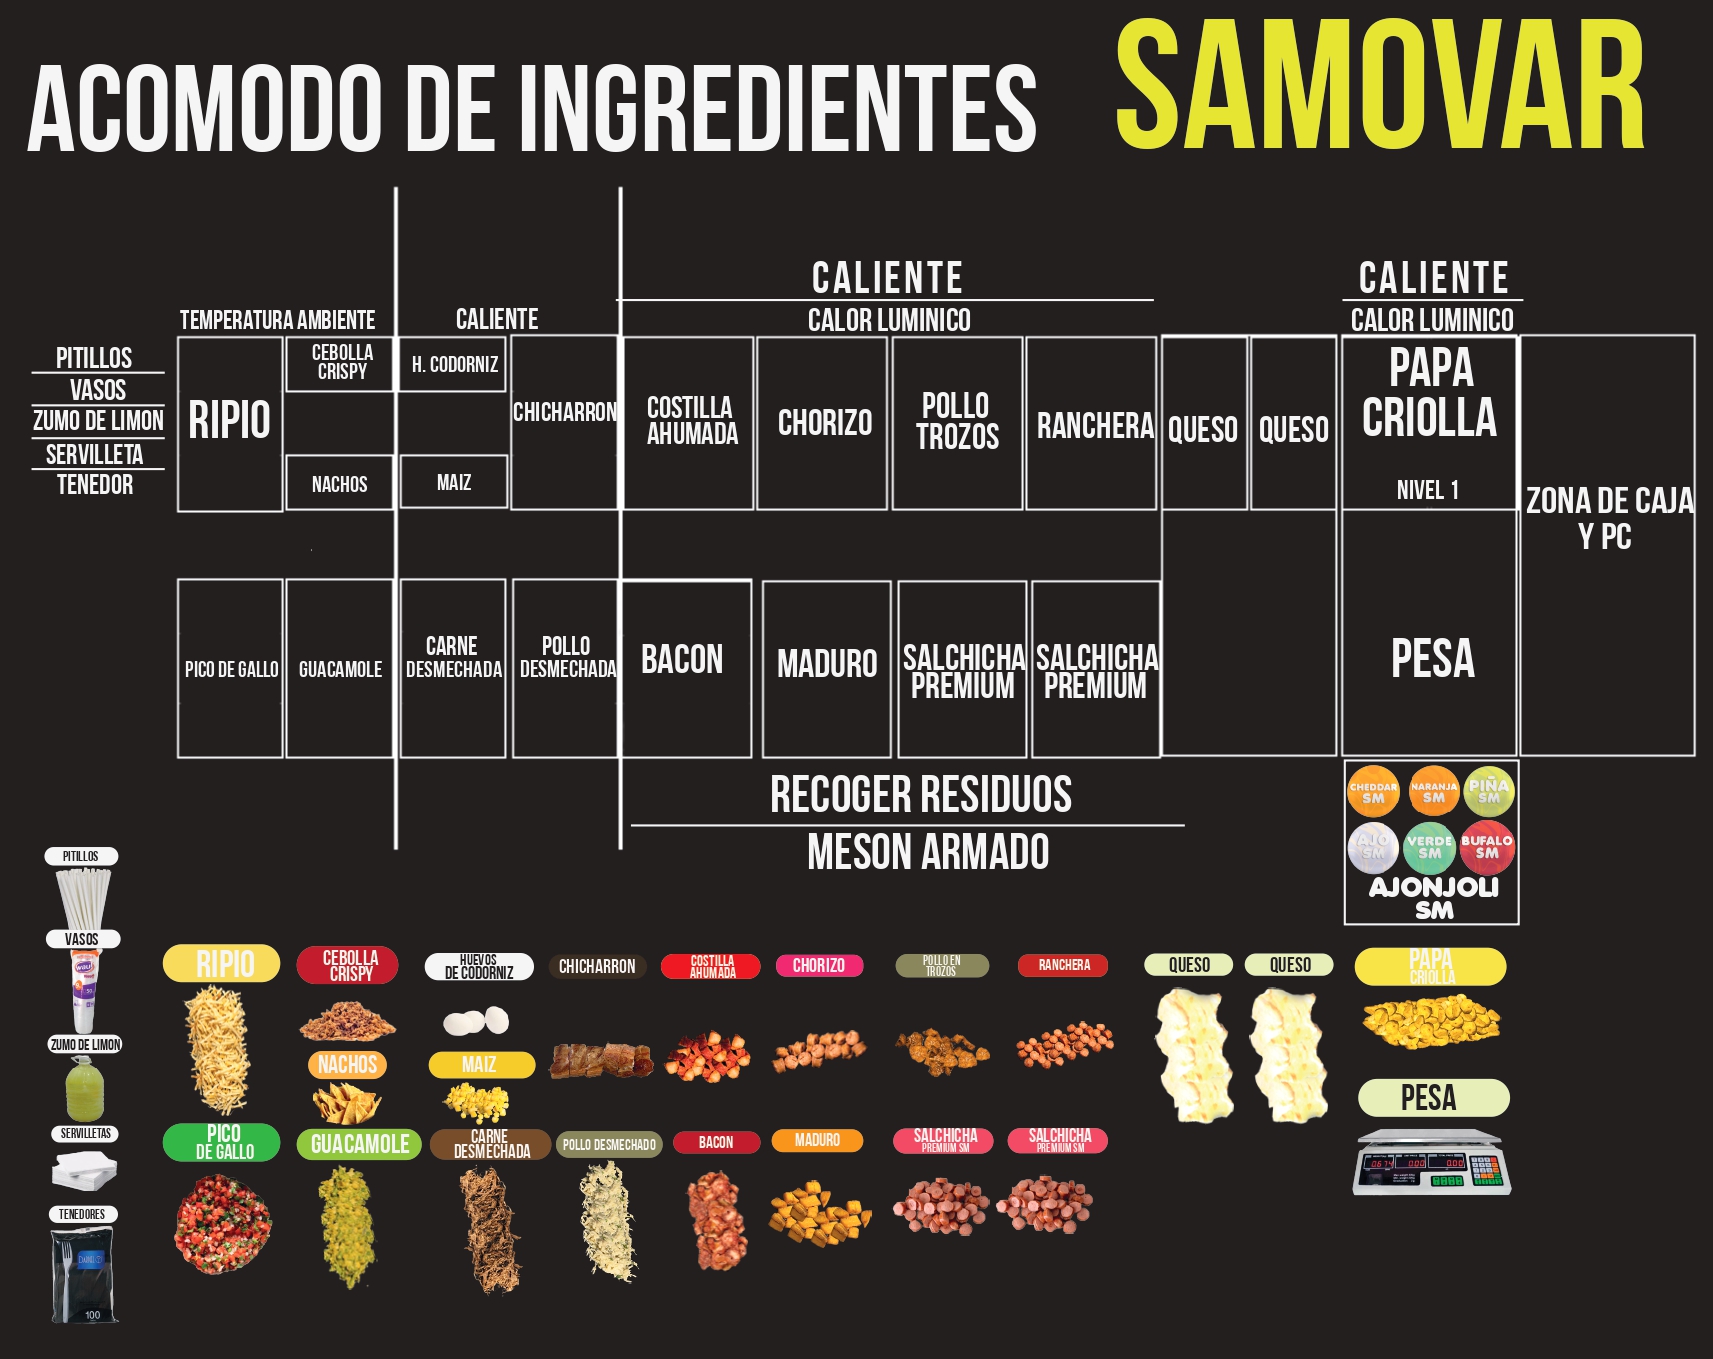 ACOMODO DE INGREDIENTES
SAMOVAR
CALIENTE
CALOR LUMINICO
CALIENTE
CALOR LUMINICO
TEMPERATURA AMBIENTE
CALIENTE
PITILLOS
VASOS
ZUMO DE LIMON
SERVILLETA
TENEDOR
RIPIO
CEBOLLA
CRISPY
NACHOS
H. CODORNIZ
MAIZ
CHICHARRON
COSTILLA
AHUMADA
CHORIZO
POLLO
TROZOS
RANCHERA
QUESO
QUESO
PAPA
CRIOLLA
NIVEL 1
ZONA DE CAJA
Y PC
PICO DE GALLO
GUACAMOLE
CARNE
DESMECHADA
POLLO
DESMECHADA
BACON
MADURO
SALCHICHA
PREMIUM
SALCHICHA
PREMIUM
PESA
RECOGER RESIDUOS
MESON ARMADO
CHEDDAR
SM
NARANJA
SM
PIÑA
SM
AJO
SM
VERDE
SM
BUFALO
SM
AJONJOLI
SM
PITILLOS
VASOS
ZUMO DE LIMON
SERVILLETAS
TENEDORES
100
RIPIO
CEBOLLA
CRISPY
HUEVOS
DE CODORNIZ
CHICHARRON
COSTILLA
AHUMADA
CHORIZO
POLLO EN
TROZOS
RANCHERA
QUESO
QUESO
PAPA
CRIOLLA
NACHOS
MAIZ
PESA
PICO
DE GALLO
GUACAMOLE
CARNE
DESMECHADA
POLLO DESMECHADO
BACON
MADURO
SALCHICHA
PREMIUM SM
SALCHICHA
PREMIUM SM